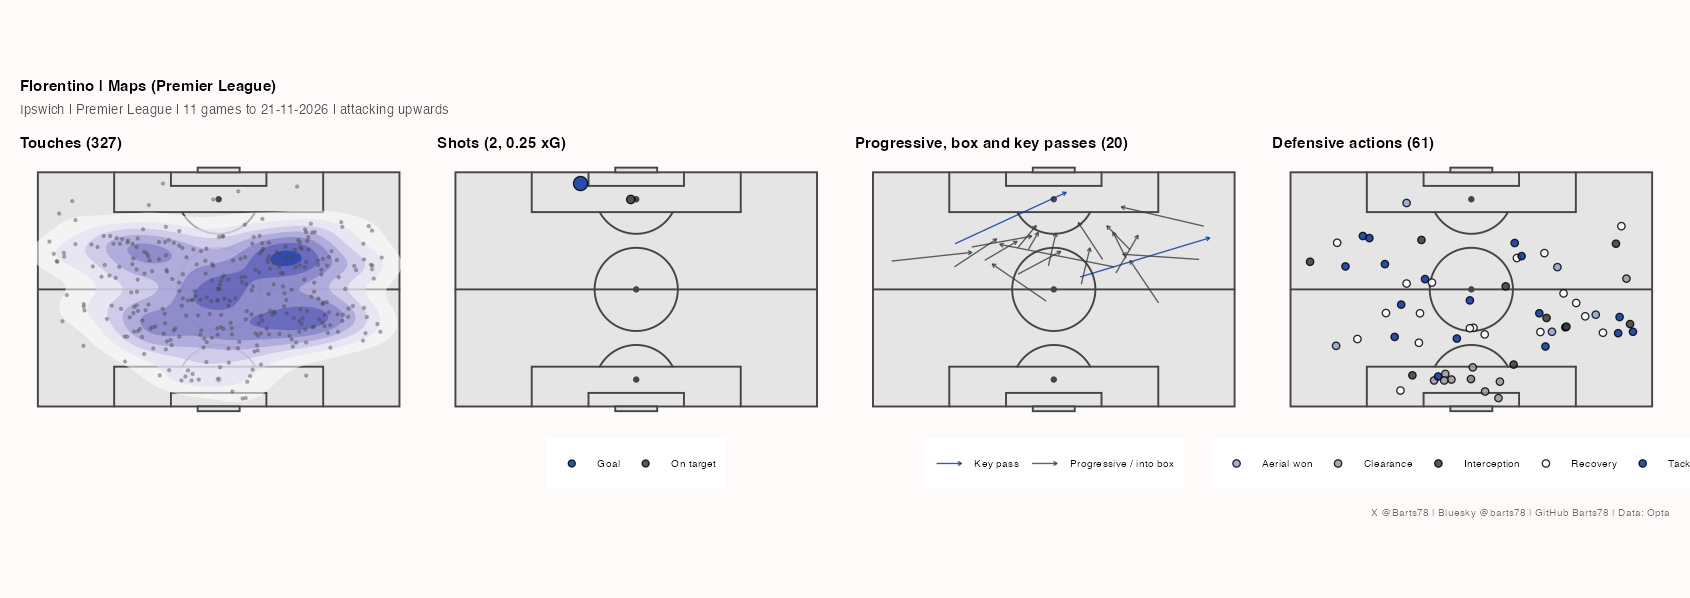 Florentino | Maps (Premier League)
Ipswich | Premier League | 11 games to 21-11-2026 | attacking upwards
Touches (327)
Shots (2, 0.25 xG)
Progressive, box and key passes (20)
Defensive actions (61)
Goal
On target
Key pass
Progressive / into box
Aerial won
Clearance
Interception
Recovery
Tack
X @Barts78 | Bluesky @barts78 | GitHub Barts78 | Data: Opta